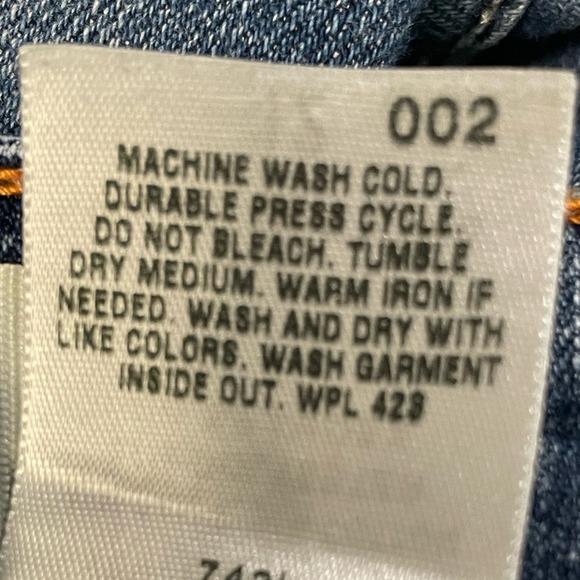 002
MACHINE WASH COLD.
DURABLE PRESS CYCLE.
DO NOT BLEACH. TUMBLE
DRY MEDIUM. WARM IRON IF
NEEDED. WASH AND DRY WITH
LIKE COLORS. WASH GARMENT
INSIDE OUT. WPL 423